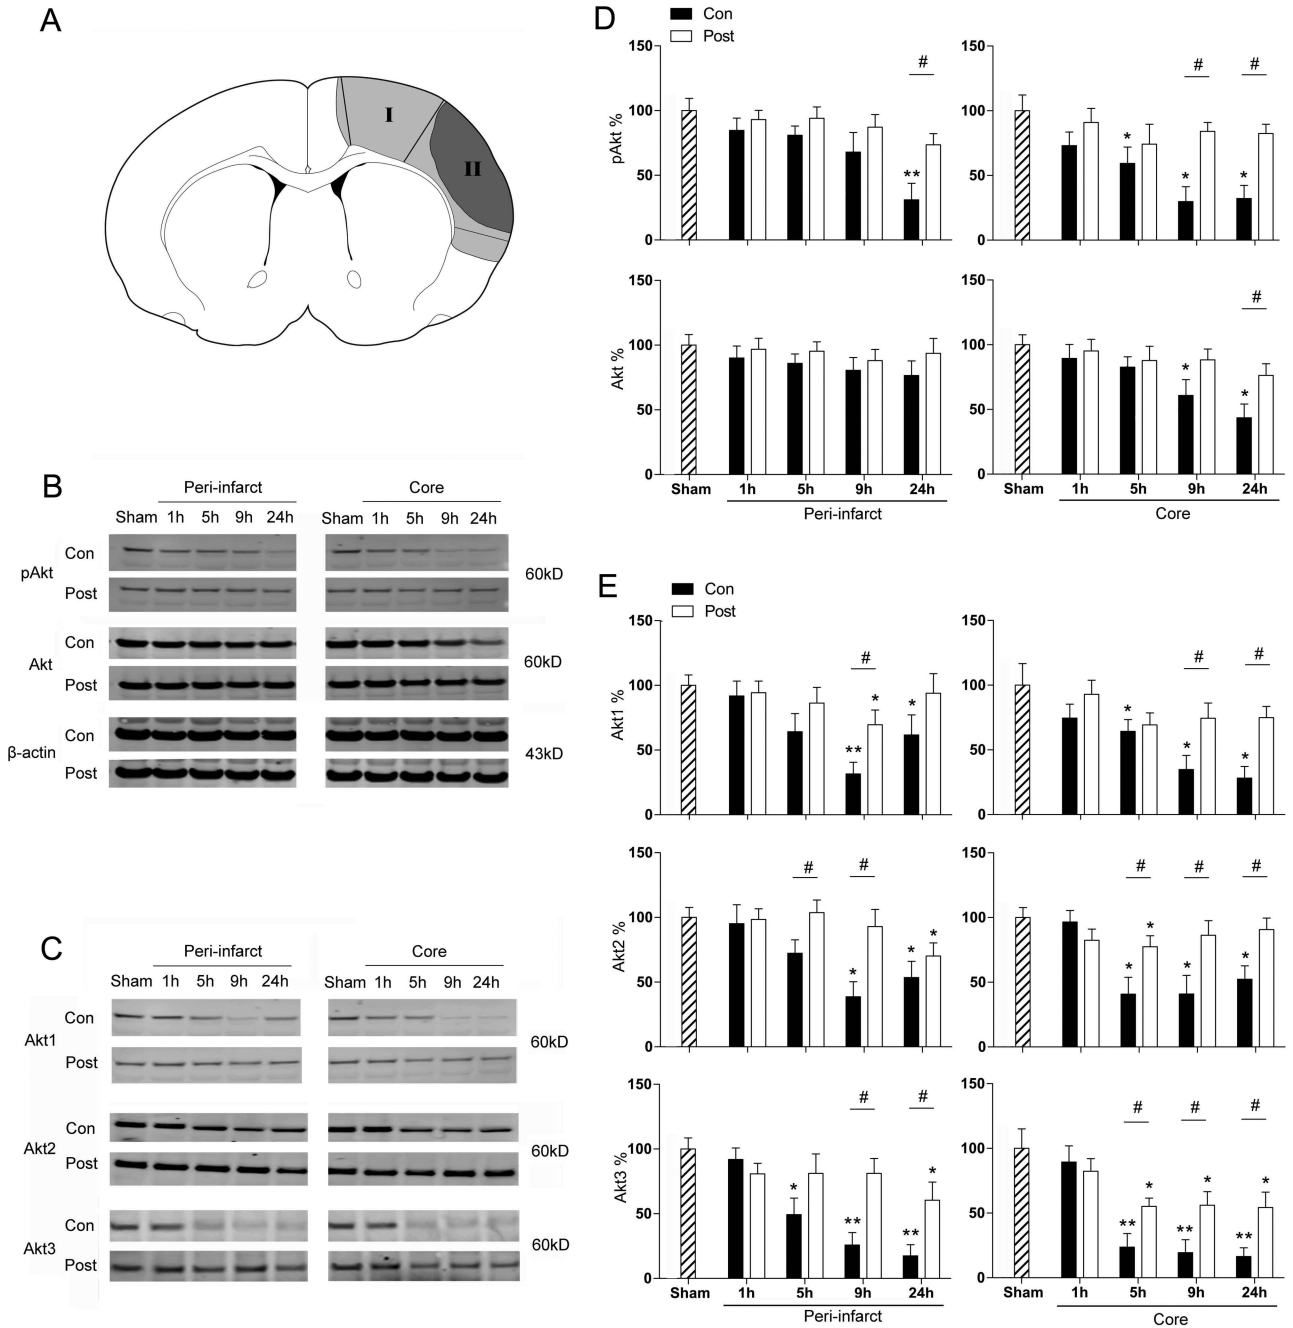 A
I
II
B
Peri-infarct Core
Sham 1h 5h 9h 24h Sham 1h 5h 9h 24h
pAkt Con 60kD
Post
Akt Con 60kD
Post
β-actin Con 43kD
Post
C
Peri-infarct Core
Sham 1h 5h 9h 24h Sham 1h 5h 9h 24h
Akt1 Con 60kD
Post
Akt2 Con 60kD
Post
Akt3 Con 60kD
Post
D
Con
Post
pAkt %
150 100 50 0
** #
150 100 50 0
* * # * #
Akt %
150 100 50 0
150 100 50 0
* * #
Sham 1h 5h 9h 24h Sham 1h 5h 9h 24h
Peri-infarct Core
E
Con
Post
Akt1 %
150 100 50 0
** # * *
150 100 50 0
* * # * #
Akt2 %
150 100 50 0
# * # * *
150 100 50 0
* # * * # * #
Akt3 %
150 100 50 0
* ** # ** # *
150 100 50 0
** # * ** # * ** # *
Sham 1h 5h 9h 24h Sham 1h 5h 9h 24h
Peri-infarct Core